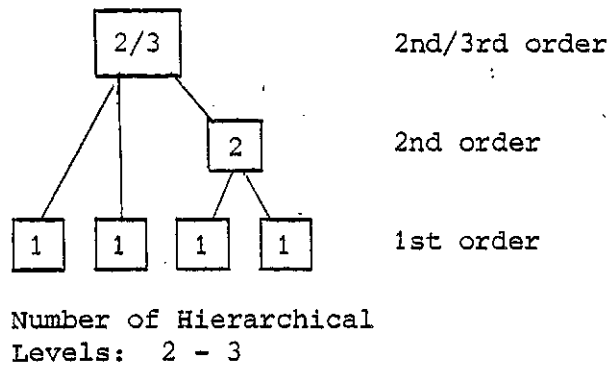 2/3 2nd/3rd order
2 2nd order
1 1 1 1 1st order
Number of Hierarchical
Levels: 2 - 3